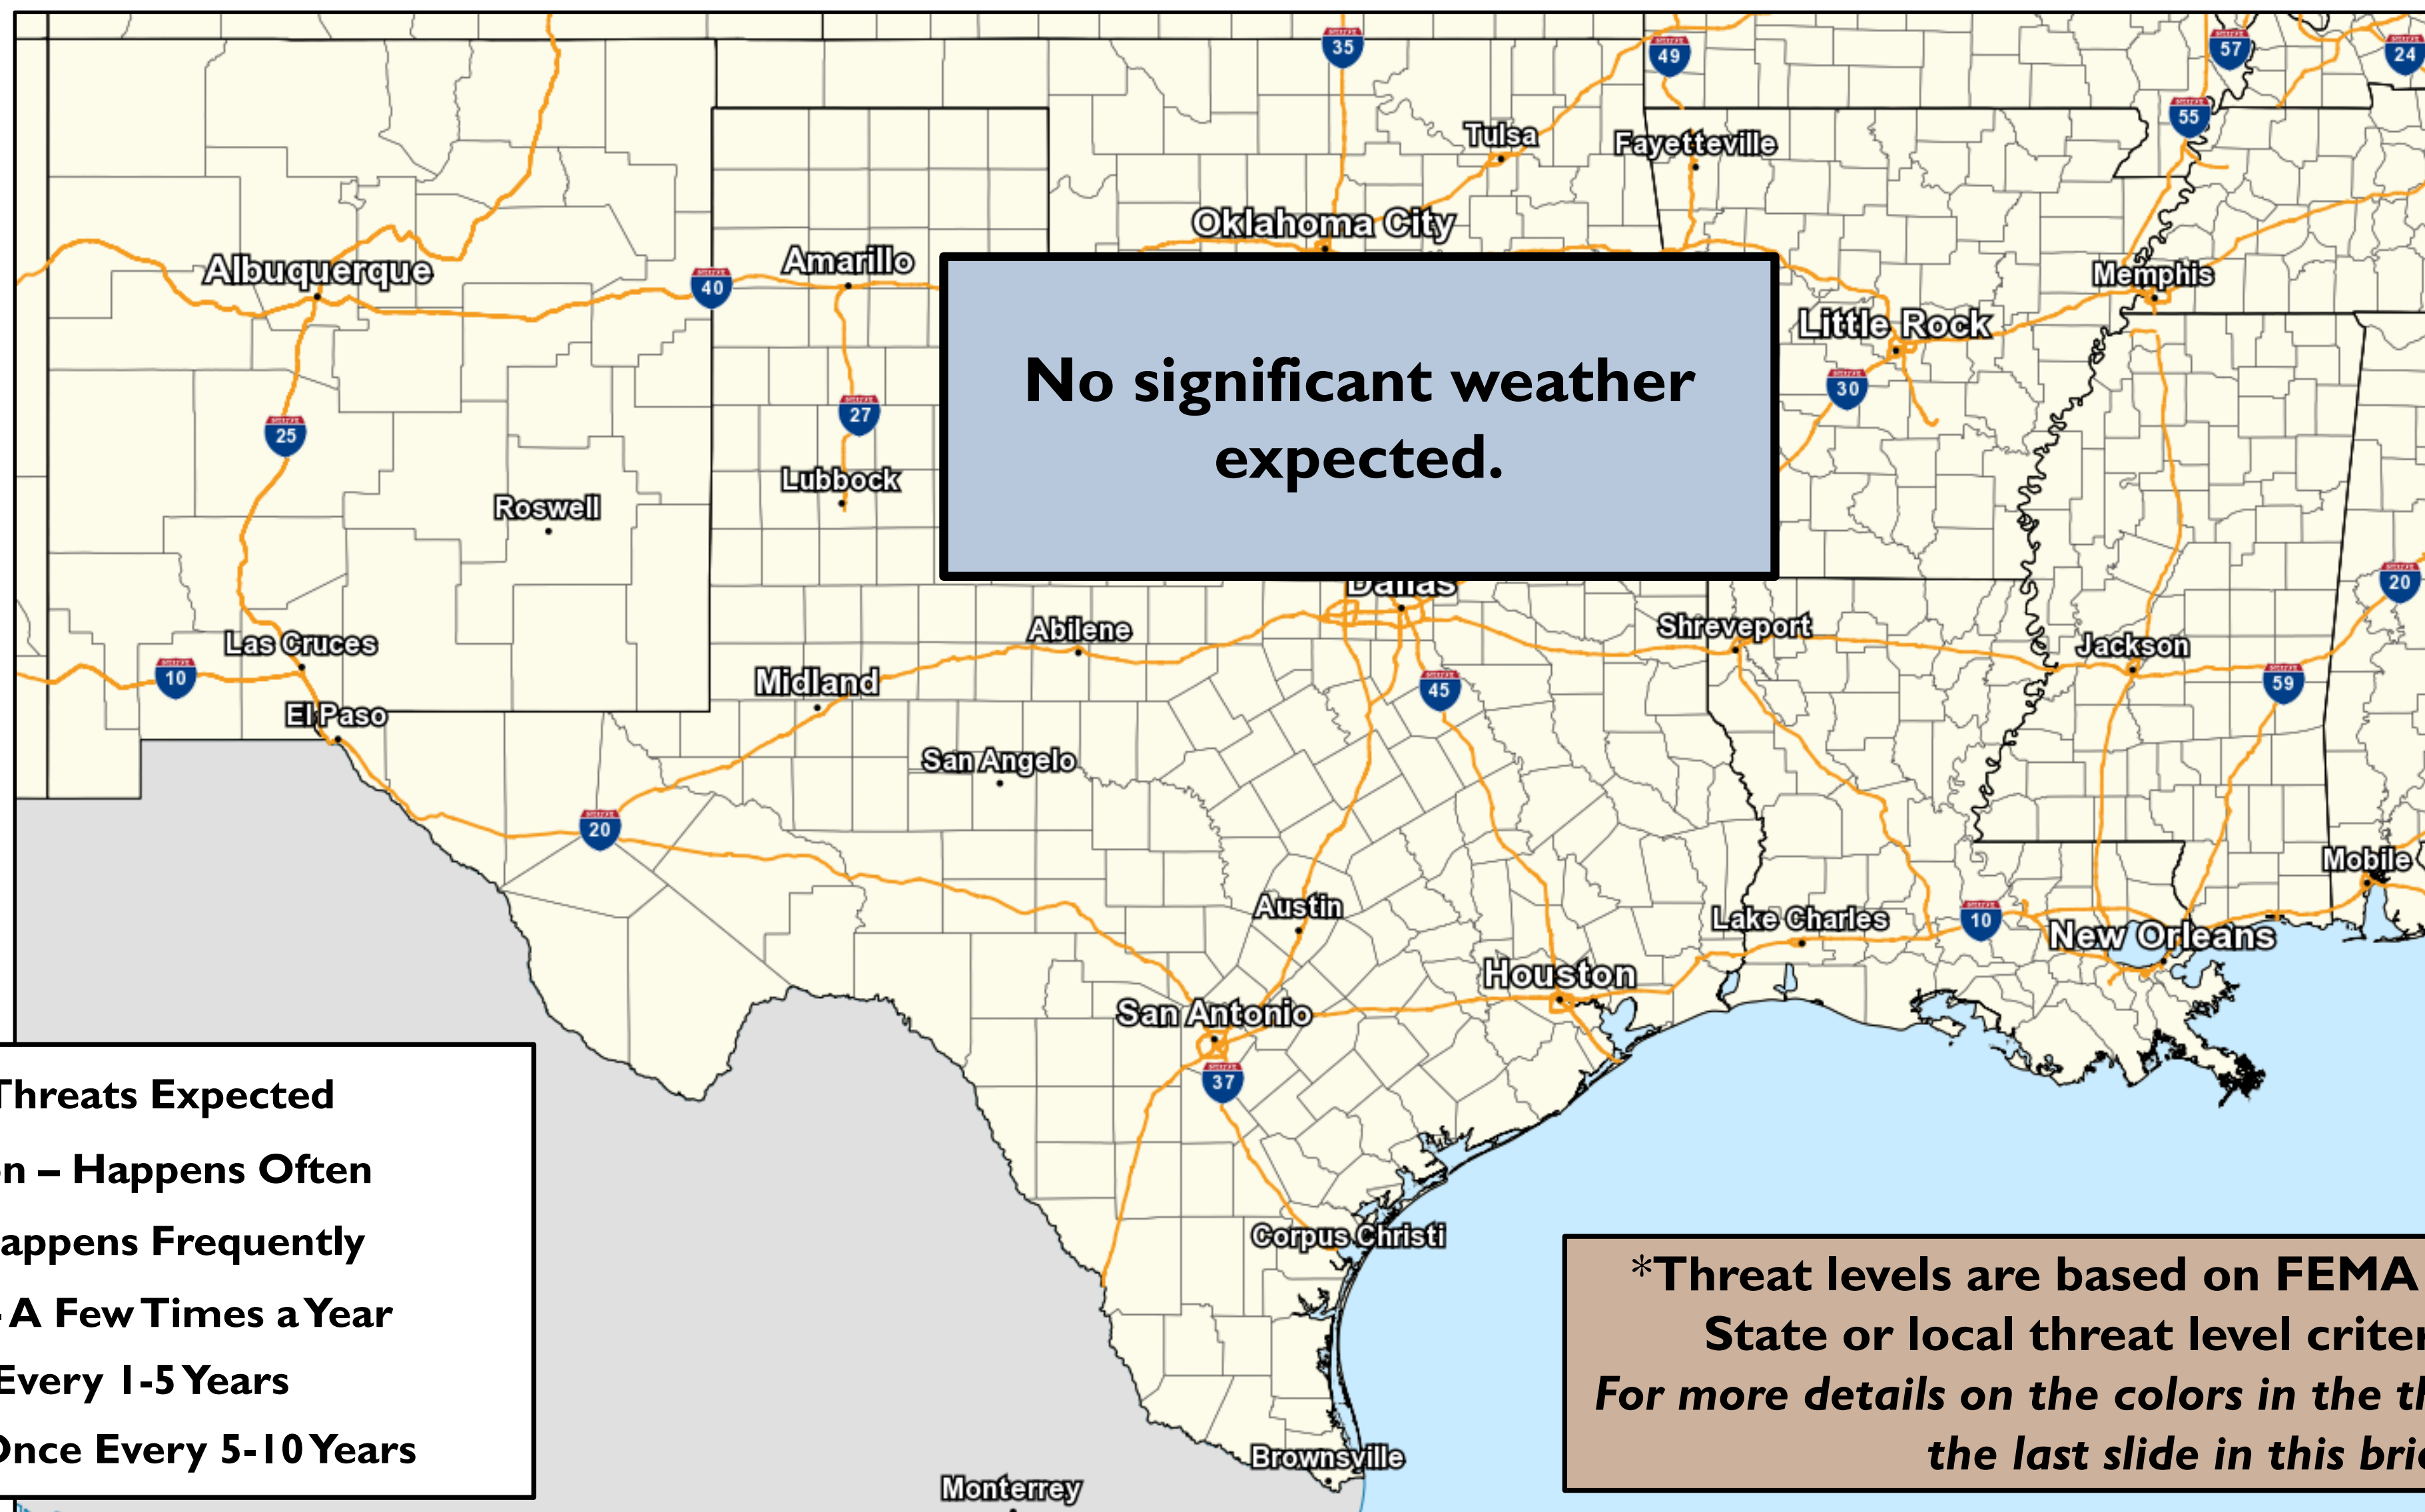 35
49
57
24
55
Tulsa
Fayetteville
Oklahoma City
Albuquerque
Amarillo
40
Memphis
Little Rock
No significant weather
expected.
30
27
25
Lubbock
Roswell
Dallas
20
Abilene
Shreveport
Las Cruces
Jackson
10
Midland
45
59
El Paso
San Angelo
20
Mobile
Austin
Lake Charles
10
New Orleans
Houston
San Antonio
37
Threats Expected
n – Happens Often
appens Frequently
- A Few Times a Year
Every 1-5 Years
Once Every 5-10 Years
Corpus Christi
*Threat levels are based on FEMA
State or local threat level criter
For more details on the colors in the th
the last slide in this brie
Brownsville
Monterrey